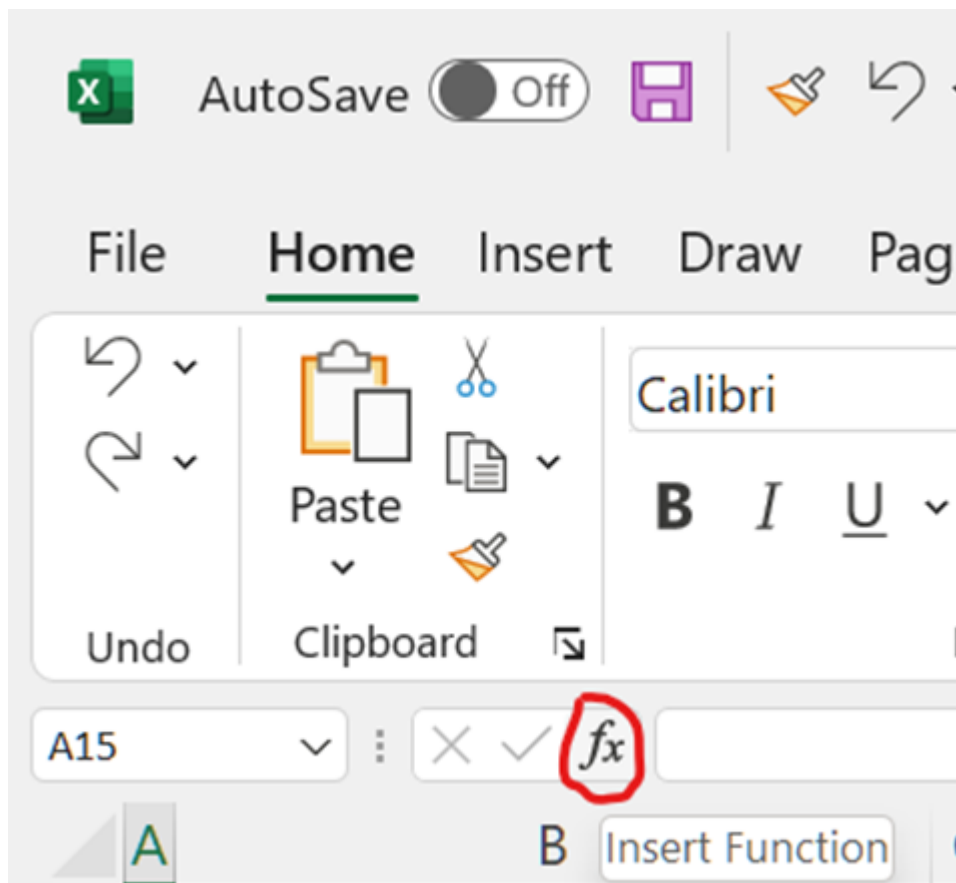 X AutoSave Off
File Home Insert Draw Pag
Calibri
Paste
B I U
Undo Clipboard
A15 fx
A B Insert Function